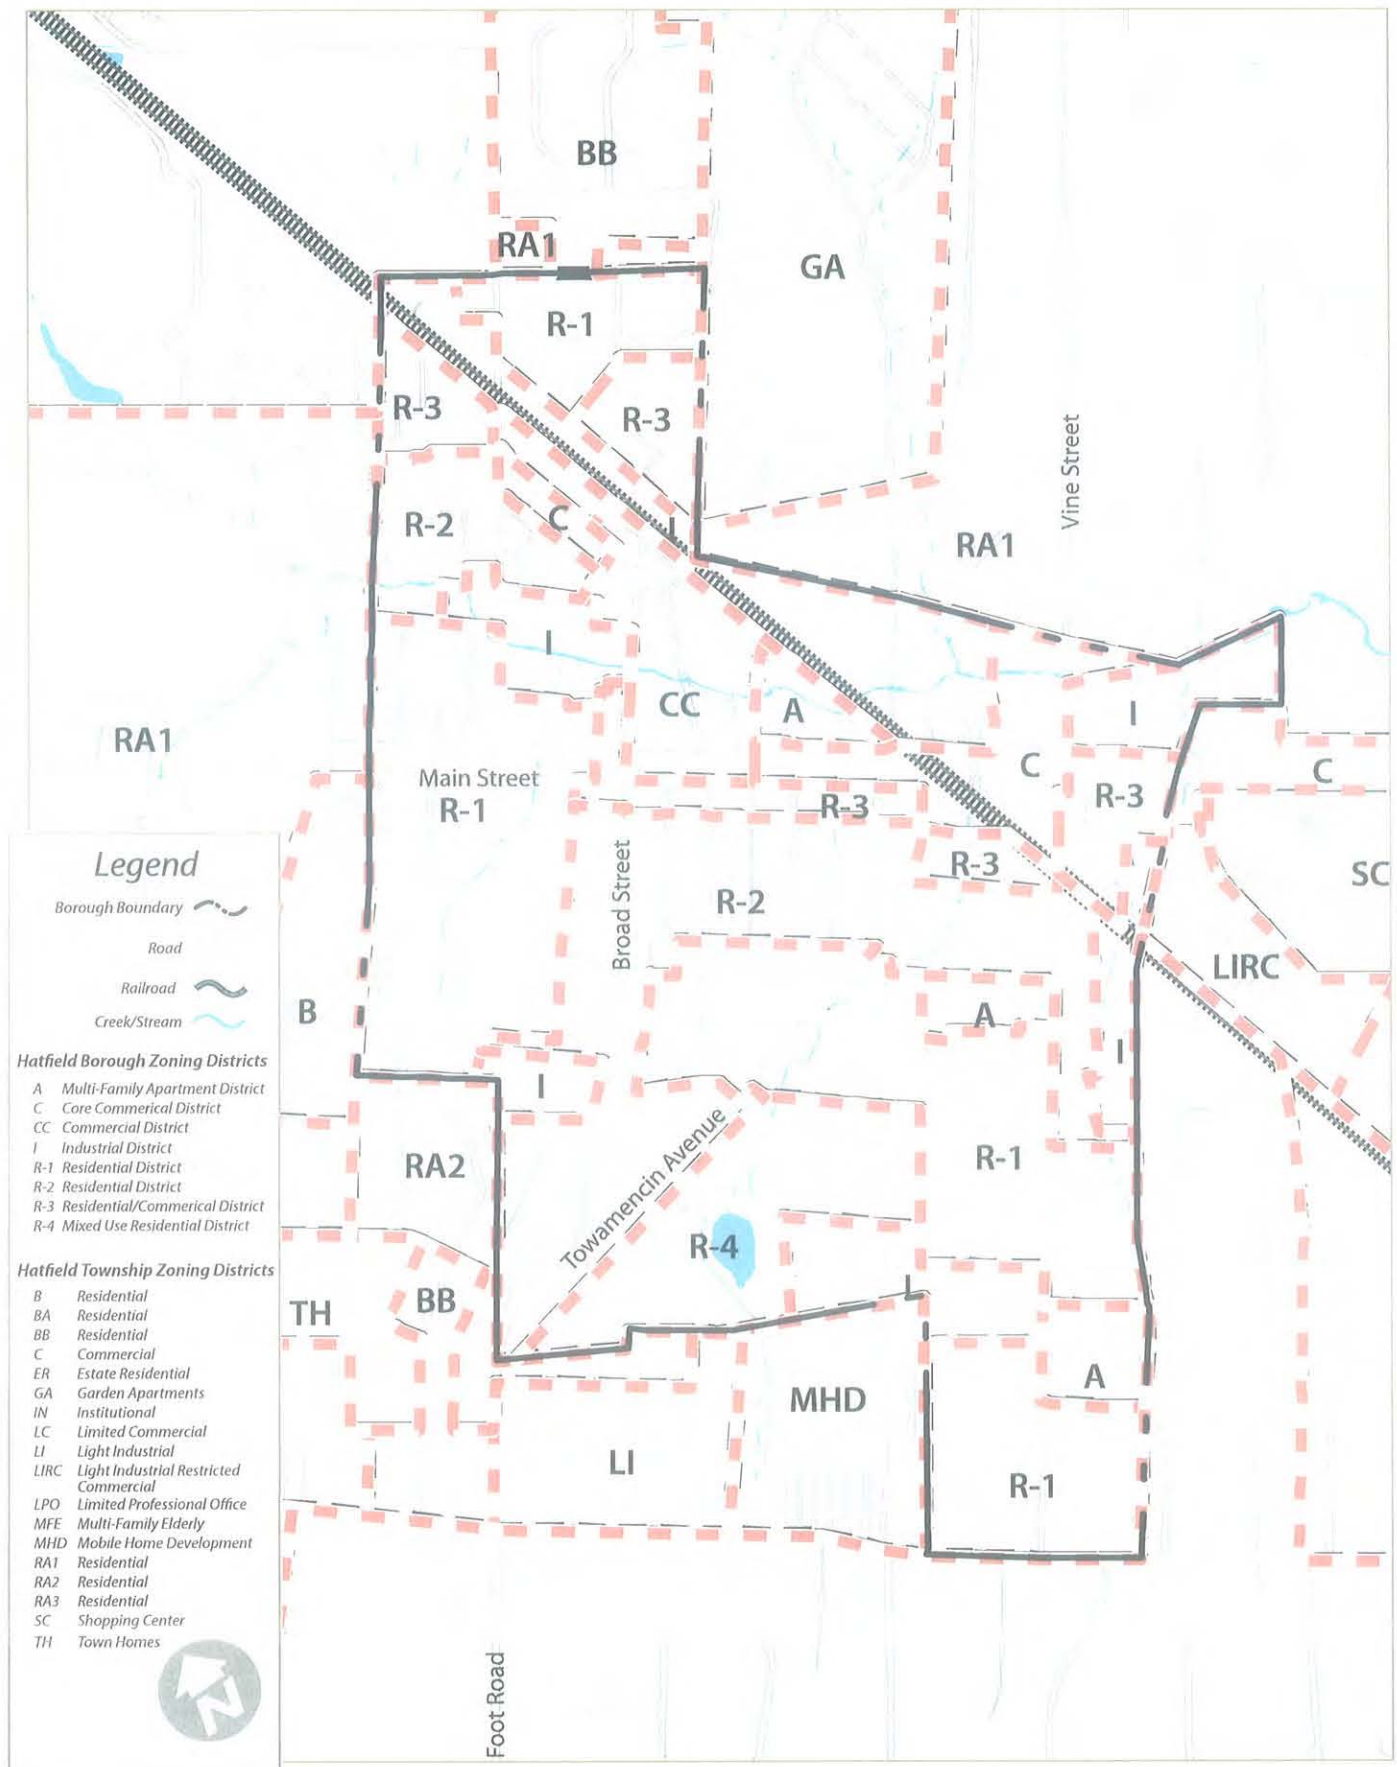 BB
RA1
GA
R-1
R-3
R-3
Vine Street
R-2
C
I
RA1
I
CC
A
I
RA1
C
C
Main Street
R-1
R-3
R-3
R-3
SC
Broad Street
R-2
LIRC
B
A
I
I
Towamencin Avenue
RA2
R-1
R-4
L
TH
BB
A
MHD
LI
R-1
Foot Road
Legend
Borough Boundary
Road
Railroad
Creek/Stream
Hatfield Borough Zoning Districts
A Multi-Family Apartment District
C Core Commerical District
CC Commercial District
I Industrial District
R-1 Residential District
R-2 Residential District
R-3 Residential/Commerical District
R-4 Mixed Use Residential District
Hatfield Township Zoning Districts
B Residential
BA Residential
BB Residential
C Commercial
ER Estate Residential
GA Garden Apartments
IN Institutional
LC Limited Commercial
LI Light Industrial
LIRC Light Industrial Restricted
Commercial
LPO Limited Professional Office
MFE Multi-Family Elderly
MHD Mobile Home Development
RA1 Residential
RA2 Residential
RA3 Residential
SC Shopping Center
TH Town Homes
N